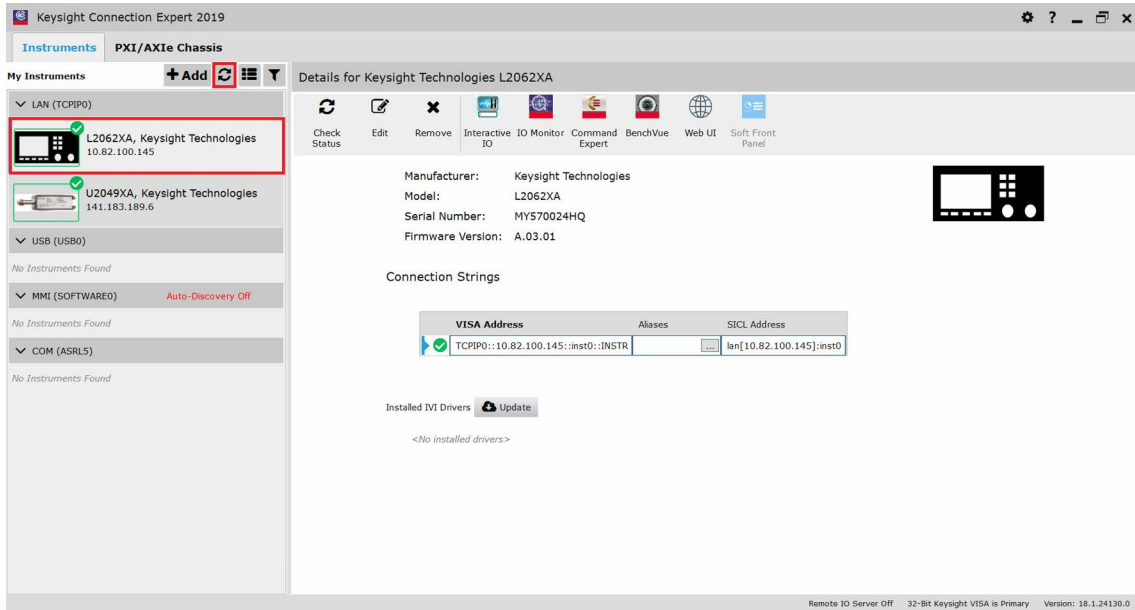 Keysight Connection Expert 2019
?
Instruments PXI/AXIe Chassis
My Instruments
+ Add
LAN (TCPIP0)
L2062XA, Keysight Technologies
10.82.100.145
U2049XA, Keysight Technologies
141.183.189.6
USB (USB0)
No Instruments Found
MMI (SOFTWARE0) Auto-Discovery Off
No Instruments Found
COM (ASRL5)
No Instruments Found
Details for Keysight Technologies L2062XA
Check Status
Edit
Remove
Interactive IO
IO Monitor
Command Expert
BenchVue
Web UI
Soft Front Panel
Manufacturer: Keysight Technologies
Model: L2062XA
Serial Number: MY570024HQ
Firmware Version: A.03.01
Connection Strings
VISA Address Aliases SICL Address
TCPIP0::10.82.100.145::inst0::INSTR ... lan[10.82.100.145]:inst0
Installed IVI Drivers Update
<No installed drivers>
Remote IO Server Off 32-Bit Keysight VISA is Primary Version: 18.1.24130.0